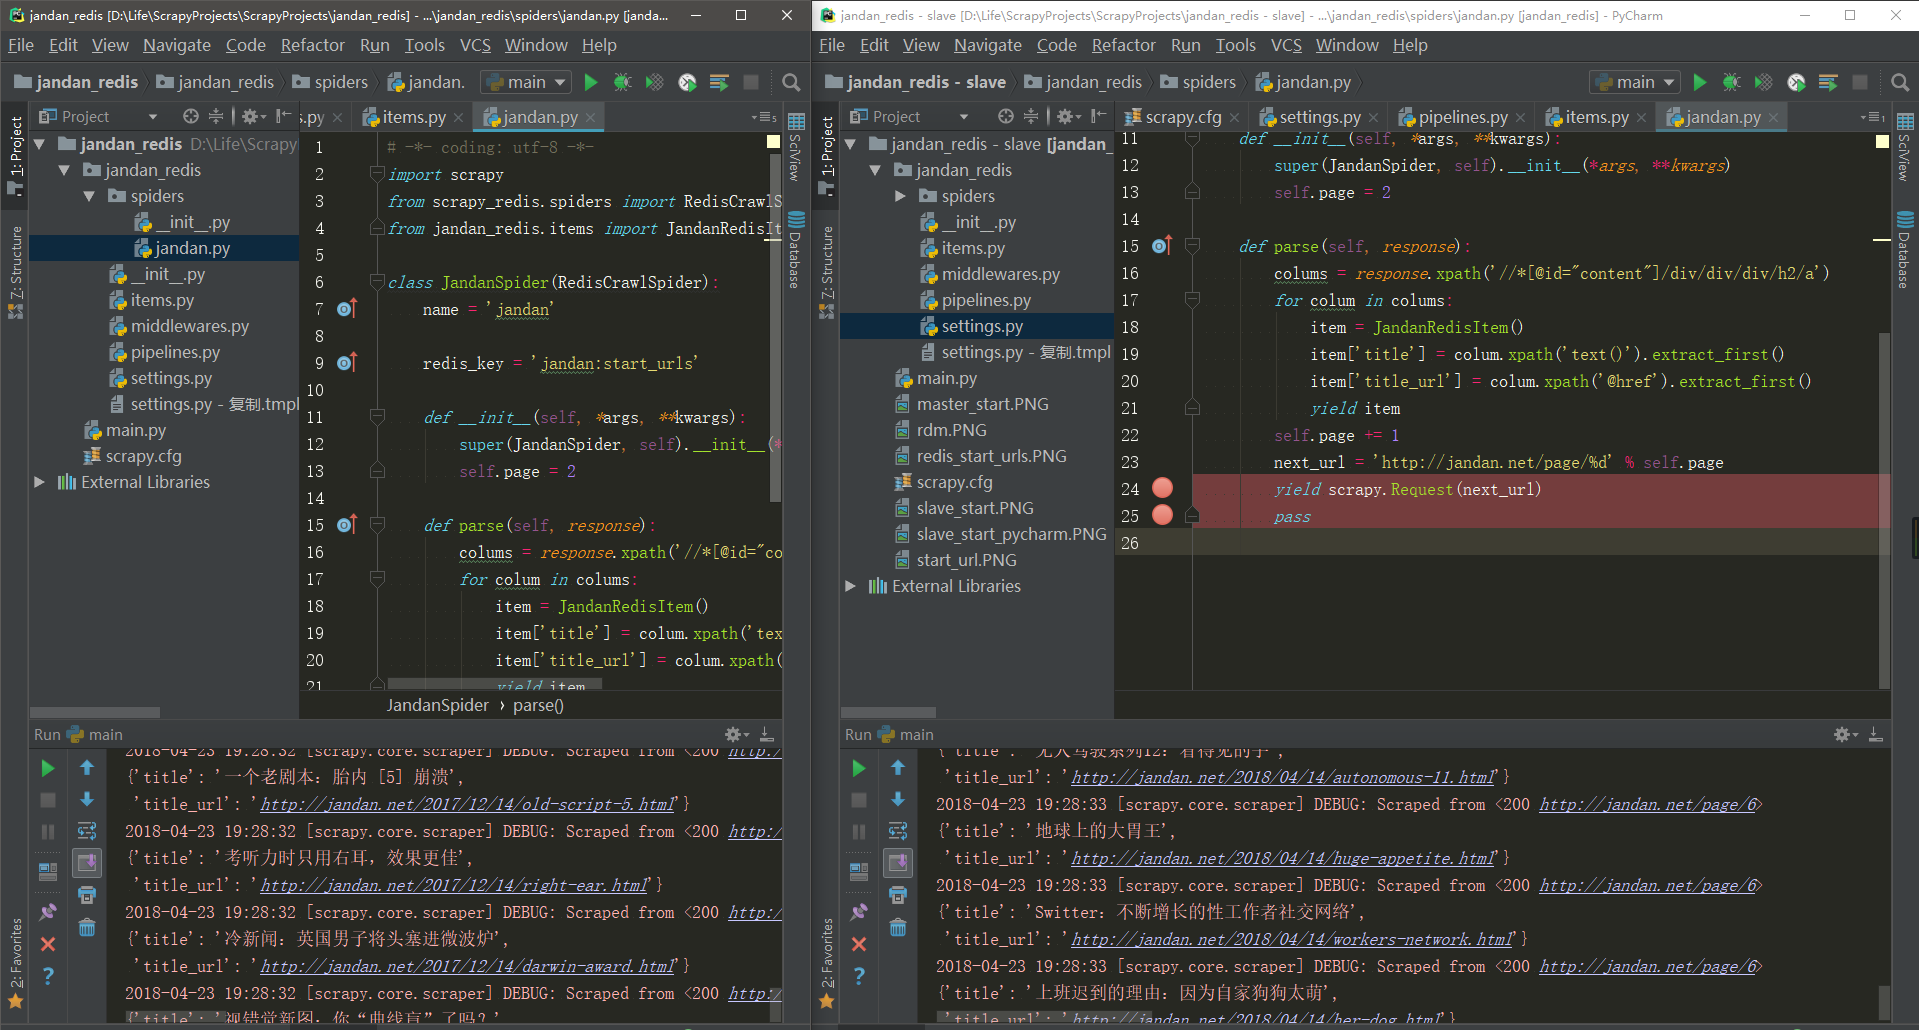 jandan_redis [D:\Life\ScrapyProjects\ScrapyProjects\jandan_redis] - ...\jandan_redis\spiders\jandan.py [janda...
File Edit View Navigate Code Refactor Run Tools VCS Window Help
jandan_redis jandan_redis spiders jandan. main
Project s.py items.py jandan.py 5
1: Project
7: Structure
2: Favorites
SciView
Database
jandan_redis D:\Life\Scrapy
jandan_redis
spiders
__init__.py
jandan.py
__init__.py
items.py
middlewares.py
pipelines.py
settings.py
settings.py - 复制.tmpl
main.py
scrapy.cfg
External Libraries
1 # -*- coding: utf-8 -*-
2 import scrapy
3 from scrapy_redis.spiders import RedisCrawlS
4 from jandan_redis.items import JandanRedisIt
5
6 class JandanSpider(RedisCrawlSpider):
7 name = 'jandan'
8
9 redis_key = 'jandan:start_urls'
10
11 def __init__(self, *args, **kwargs):
12 super(JandanSpider, self).__init__(*
13 self.page = 2
14
15 def parse(self, response):
16 colums = response.xpath('//*[@id="co
17 for colum in colums:
18 item = JandanRedisItem()
19 item['title'] = colum.xpath('tex
20 item['title_url'] = colum.xpath(
21 yield item
JandanSpider › parse()
Run main
2018-04-23 19:28:32 [scrapy.core.scraper] DEBUG: Scraped from <200 http:/
{'title': '一个老剧本：胎内 [5] 崩溃',
'title_url': 'http://jandan.net/2017/12/14/old-script-5.html'}
2018-04-23 19:28:32 [scrapy.core.scraper] DEBUG: Scraped from <200 http:/
{'title': '考听力时只用右耳，效果更佳',
'title_url': 'http://jandan.net/2017/12/14/right-ear.html'}
2018-04-23 19:28:32 [scrapy.core.scraper] DEBUG: Scraped from <200 http:/
{'title': '冷新闻：英国男子将头塞进微波炉',
'title_url': 'http://jandan.net/2017/12/14/darwin-award.html'}
2018-04-23 19:28:32 [scrapy.core.scraper] DEBUG: Scraped from <200 http:/
{'title': '视错觉新图：你“曲线盲”了吗？'
jandan_redis - slave [D:\Life\ScrapyProjects\ScrapyProjects\jandan_redis - slave] - ...\jandan_redis\spiders\jandan.py [jandan_redis] - PyCharm
File Edit View Navigate Code Refactor Run Tools VCS Window Help
jandan_redis - slave jandan_redis spiders jandan.py main
Project scrapy.cfg settings.py pipelines.py items.py jandan.py 1
1: Project
7: Structure
2: Favorites
SciView
Database
jandan_redis - slave [jandan_
jandan_redis
spiders
__init__.py
items.py
middlewares.py
pipelines.py
settings.py
settings.py - 复制.tmpl
main.py
master_start.PNG
rdm.PNG
redis_start_urls.PNG
scrapy.cfg
slave_start.PNG
slave_start_pycharm.PNG
start_url.PNG
External Libraries
11 def __init__(self, *args, **kwargs):
12 super(JandanSpider, self).__init__(*args, **kwargs)
13 self.page = 2
14
15 def parse(self, response):
16 colums = response.xpath('//*[@id="content"]/div/div/div/h2/a')
17 for colum in colums:
18 item = JandanRedisItem()
19 item['title'] = colum.xpath('text()').extract_first()
20 item['title_url'] = colum.xpath('@href').extract_first()
21 yield item
22 self.page += 1
23 next_url = 'http://jandan.net/page/%d' % self.page
24 yield scrapy.Request(next_url)
25 pass
26
Run main
{'title': '无人驾驶系列12：看得见的手',
'title_url': 'http://jandan.net/2018/04/14/autonomous-11.html'}
2018-04-23 19:28:33 [scrapy.core.scraper] DEBUG: Scraped from <200 http://jandan.net/page/6>
{'title': '地球上的大胃王',
'title_url': 'http://jandan.net/2018/04/14/huge-appetite.html'}
2018-04-23 19:28:33 [scrapy.core.scraper] DEBUG: Scraped from <200 http://jandan.net/page/6>
{'title': 'Switter：不断增长的性工作者社交网络',
'title_url': 'http://jandan.net/2018/04/14/workers-network.html'}
2018-04-23 19:28:33 [scrapy.core.scraper] DEBUG: Scraped from <200 http://jandan.net/page/6>
{'title': '上班迟到的理由：因为自家狗狗太萌',
'title_url': 'http://jandan.net/2018/04/14/her-dog.html'}